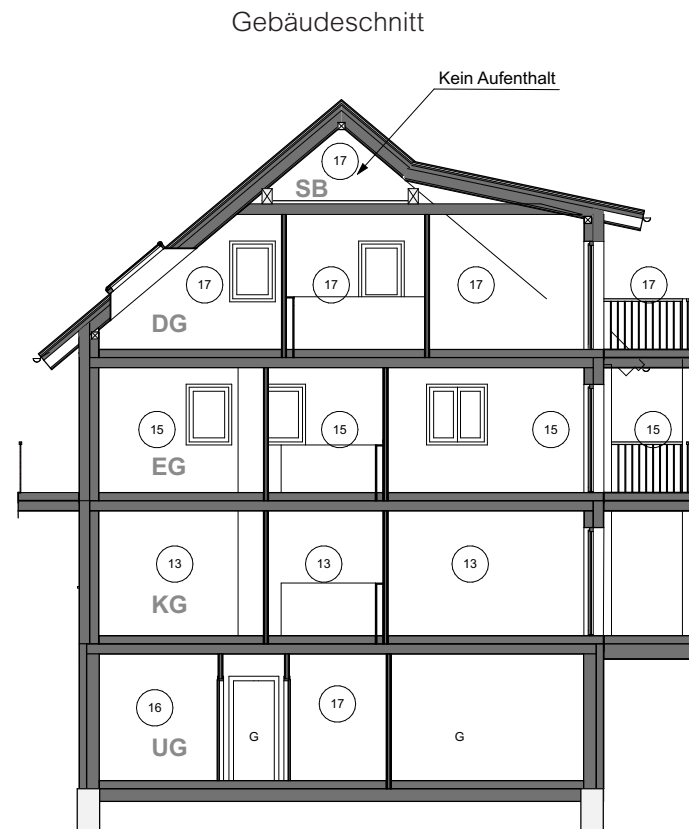 Gebäudeschnitt
Kein Aufenthalt
17
SB
17 17 17 17
DG
15 15 15 15
EG
13 13 13
KG
16 17
G G
UG